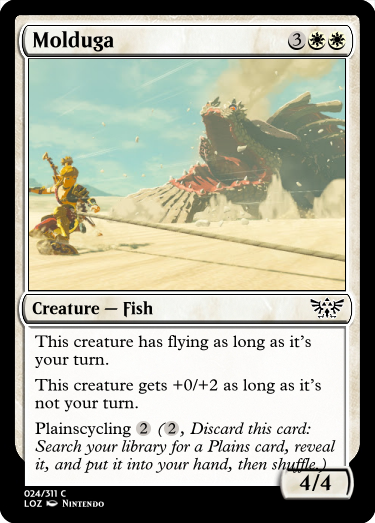 Molduga 3
Creature — Fish
This creature has flying as long as it's
your turn.
This creature gets +0/+2 as long as it's
not your turn.
Plainscycling 2 (2, Discard this card:
Search your library for a Plains card, reveal
it, and put it into your hand, then shuffle.)
4/4
024/311 C
LOZ Nintendo